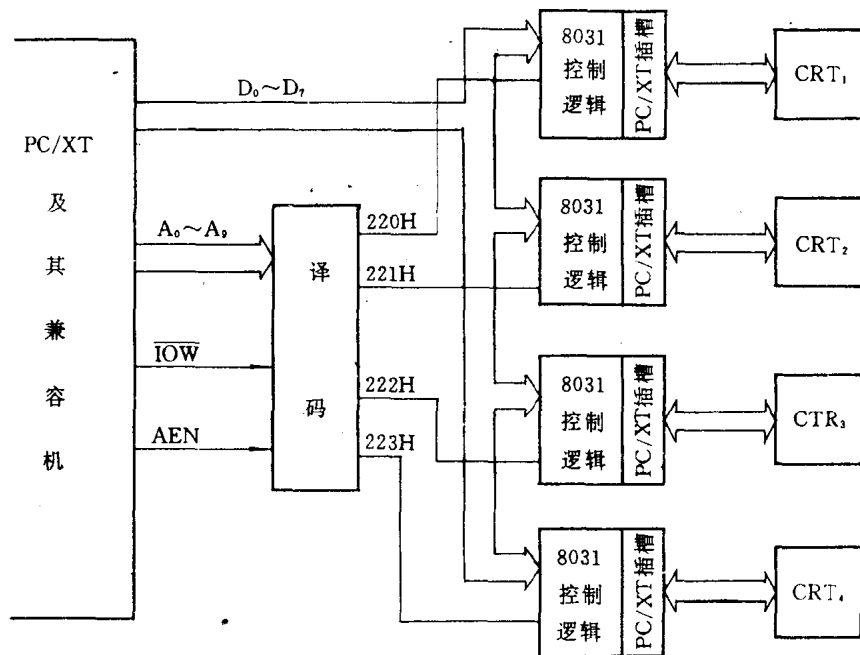 PC/XT
及
其
兼
容
机
D₀～D₇
A₀～A₉
I̅O̅W̅
AEN
译
码
220H
221H
222H
223H
8031
控制
逻辑
PC/XT插槽
CRT₁
8031
控制
逻辑
PC/XT插槽
CRT₂
8031
控制
逻辑
PC/XT插槽
CTR₃
8031
控制
逻辑
PC/XT插槽
CRT₄